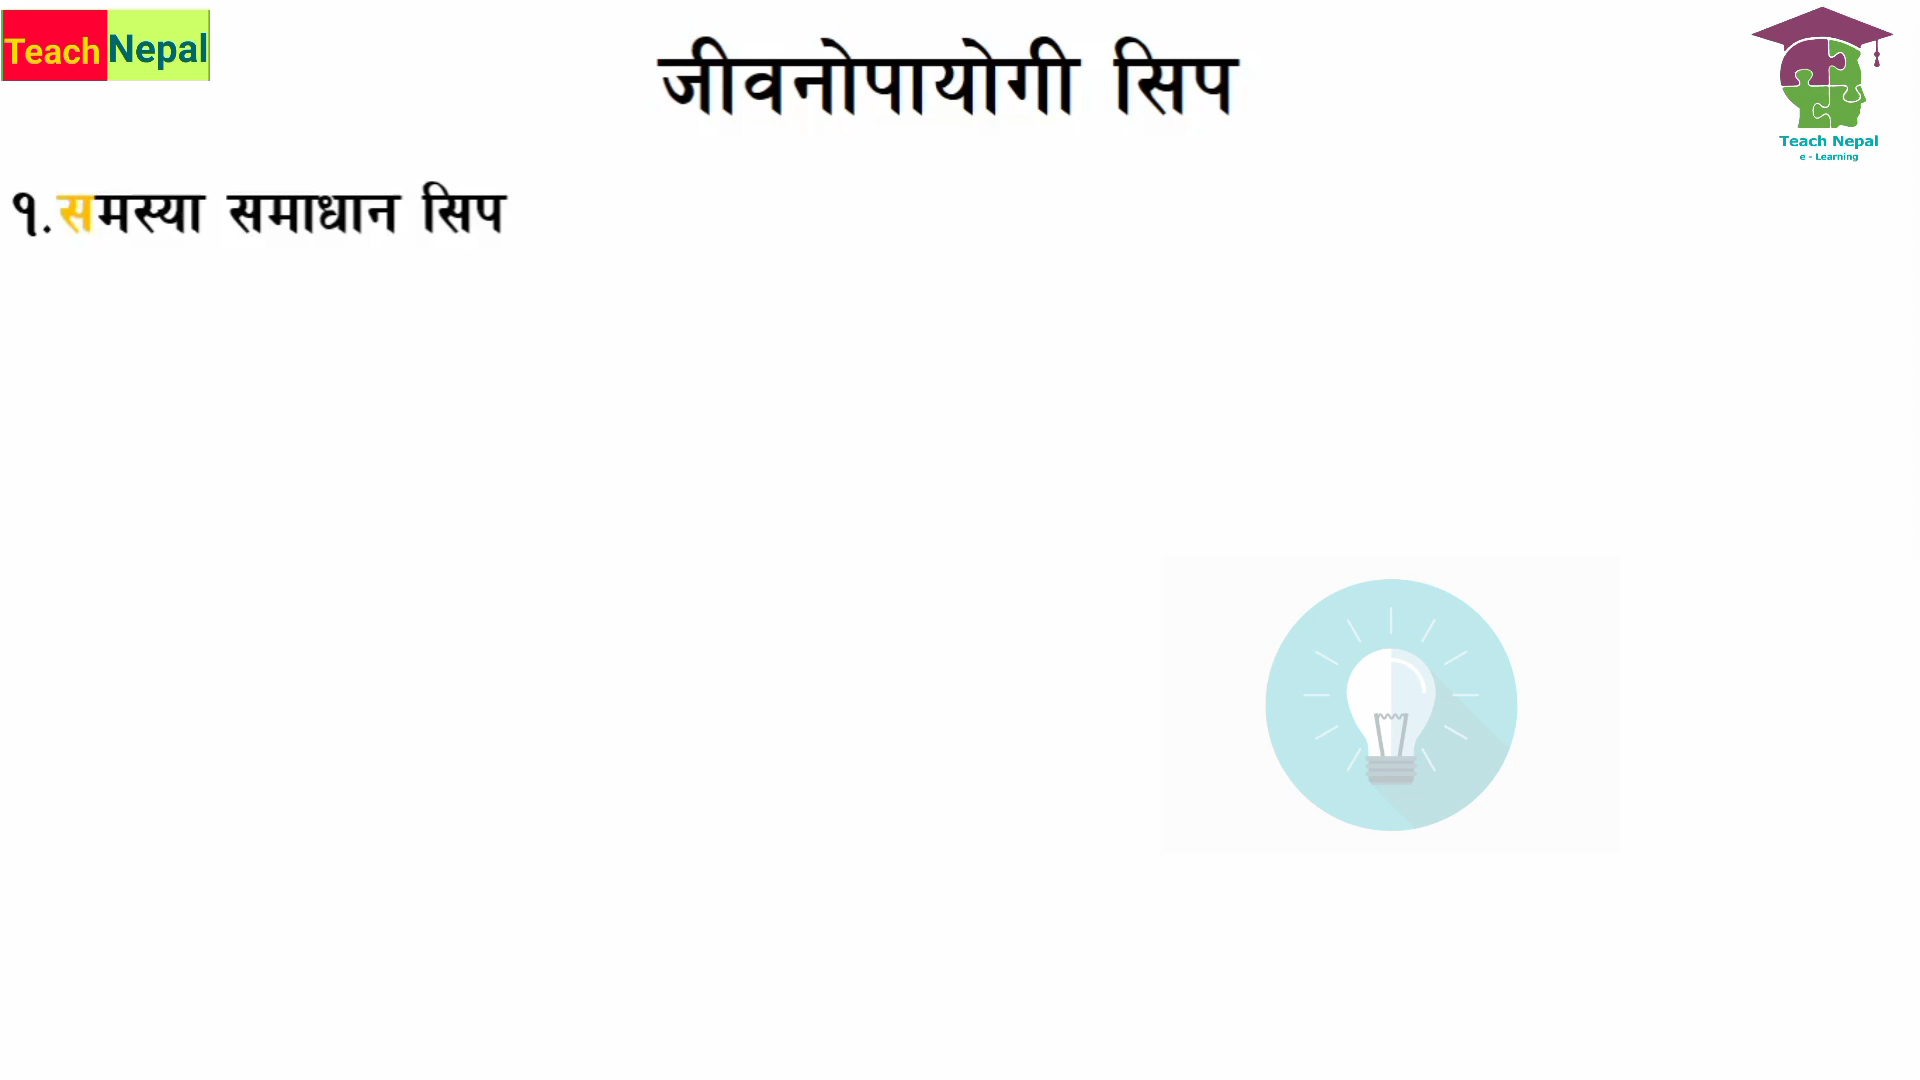 Teach Nepal
जीवनोपायोगी सिप
Teach Nepal
e - Learning
१. समस्या समाधान सिप